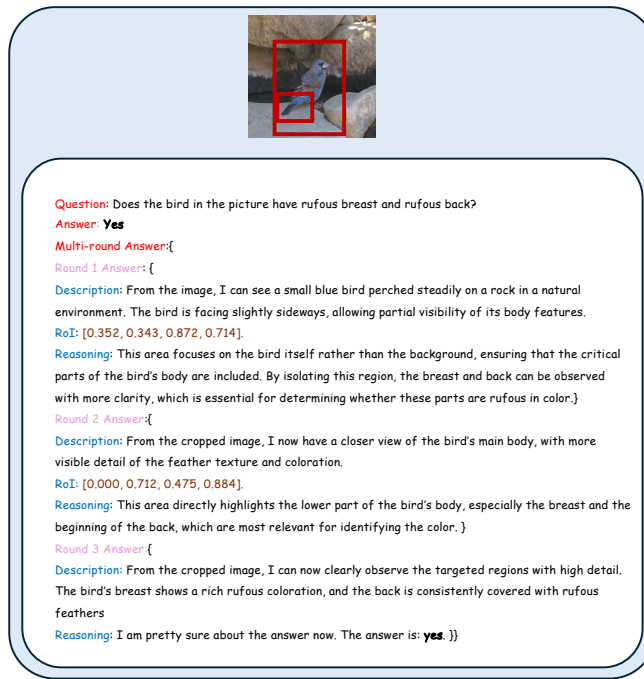 Question: Does the bird in the picture have rufous breast and rufous back?
Answer: Yes
Multi-round Answer:{
Round 1 Answer: {
Description: From the image, I can see a small blue bird perched steadily on a rock in a natural
environment. The bird is facing slightly sideways, allowing partial visibility of its body features.
RoI: [0.352, 0.343, 0.872, 0.714].
Reasoning: This area focuses on the bird itself rather than the background, ensuring that the critical
parts of the bird's body are included. By isolating this region, the breast and back can be observed
with more clarity, which is essential for determining whether these parts are rufous in color.}
Round 2 Answer:{
Description: From the cropped image, I now have a closer view of the bird's main body, with more
visible detail of the feather texture and coloration.
RoI: [0.000, 0.712, 0.475, 0.884].
Reasoning: This area directly highlights the lower part of the bird's body, especially the breast and the
beginning of the back, which are most relevant for identifying the color. }
Round 3 Answer:{
Description: From the cropped image, I can now clearly observe the targeted regions with high detail.
The bird's breast shows a rich rufous coloration, and the back is consistently covered with rufous
feathers
Reasoning: I am pretty sure about the answer now. The answer is: yes. }}